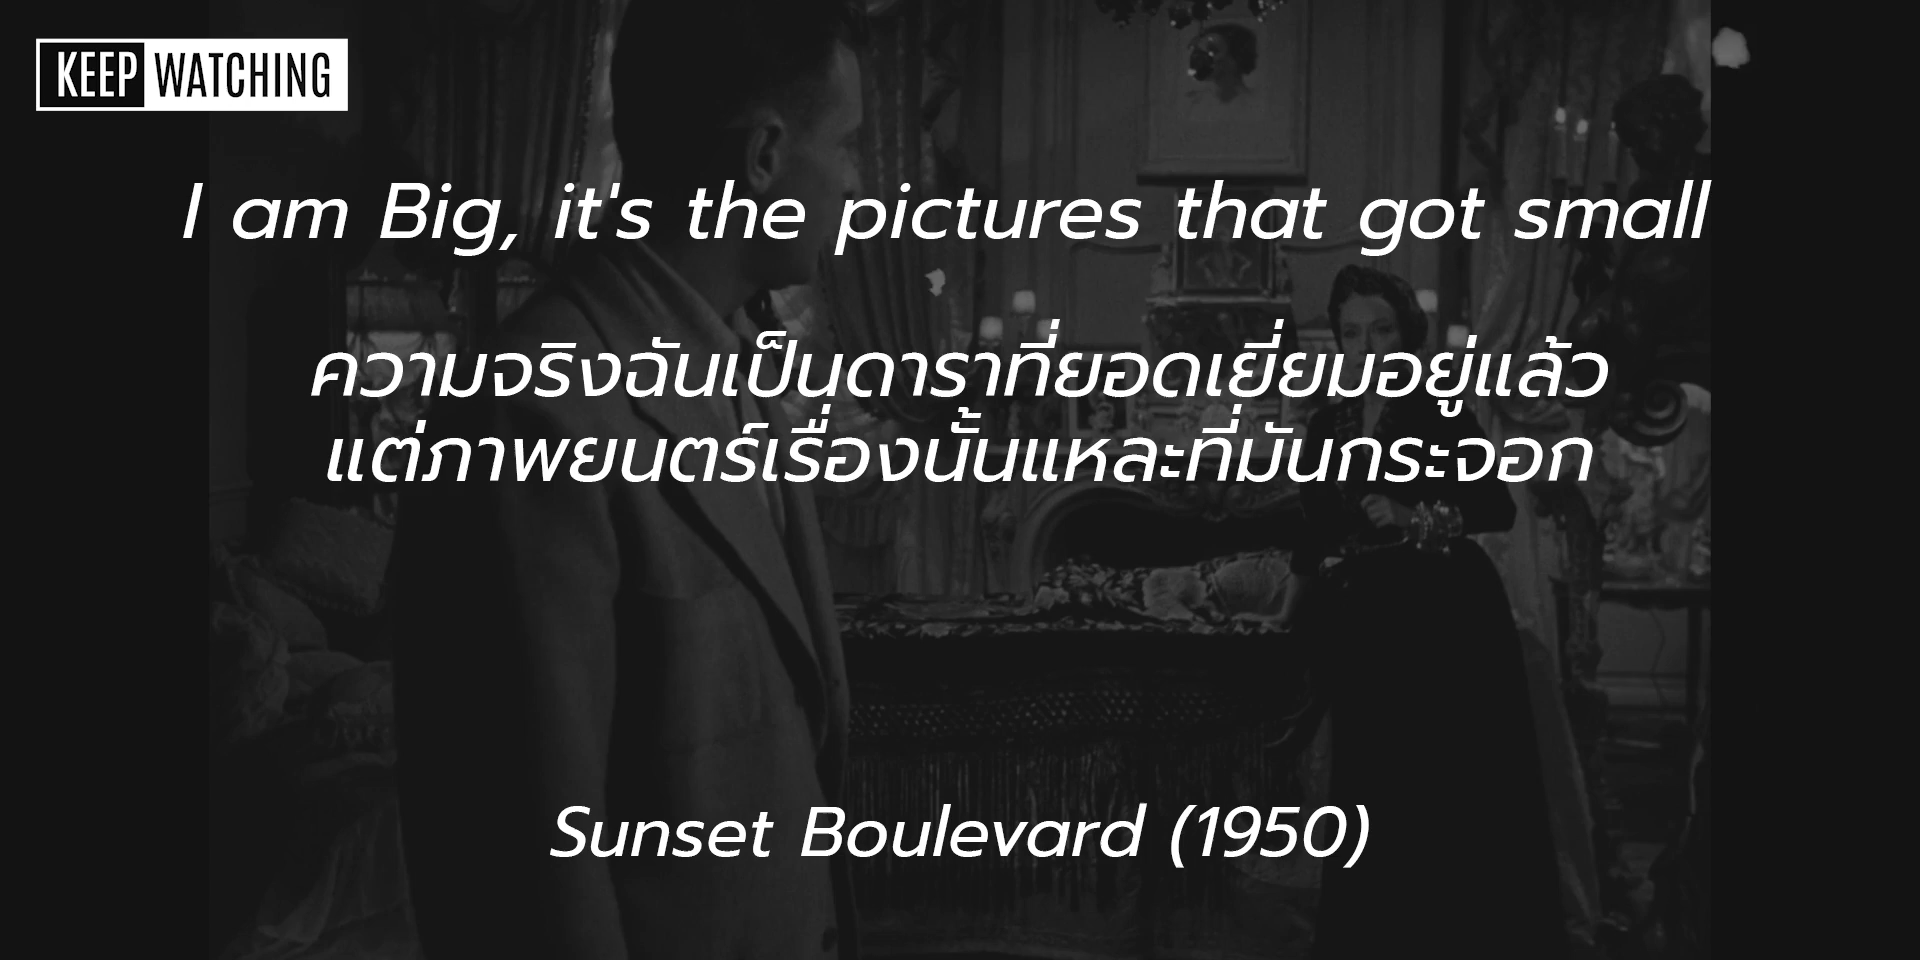 KEEP WATCHING
I am Big, it's the pictures that got small
ความจริงฉันเป็นดาราที่ยอดเยี่ยมอยู่แล้ว
แต่ภาพยนตร์เรื่องนั้นแหละที่มันกระจอก
Sunset Boulevard (1950)